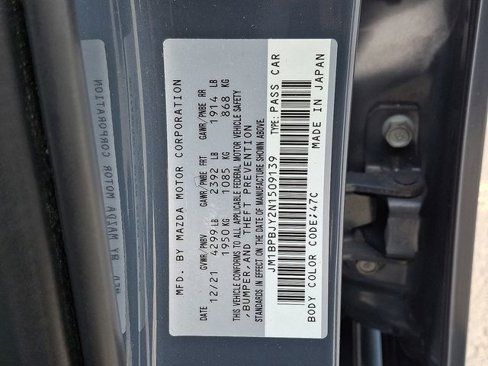 MFD. BY MAZDA MOTOR CORPORATION
DATE GVWR/PNBV GAWR/PNBE FRT GAWR/PNBE RR
12/21 4299 LB 2392 LB 1914 LB
1950 KG 1085 KG 868 KG
THIS VEHICLE CONFORMS TO ALL APPLICABLE FEDERAL MOTOR VEHICLE SAFETY
,BUMPER,AND THEFT PREVENTION
STANDARDS IN EFFECT ON THE DATE OF MANUFACTURE SHOWN ABOVE.
JM1BPBJY2N1509139 TYPE: PASS CAR
BODY COLOR CODE;47C MADE IN JAPAN